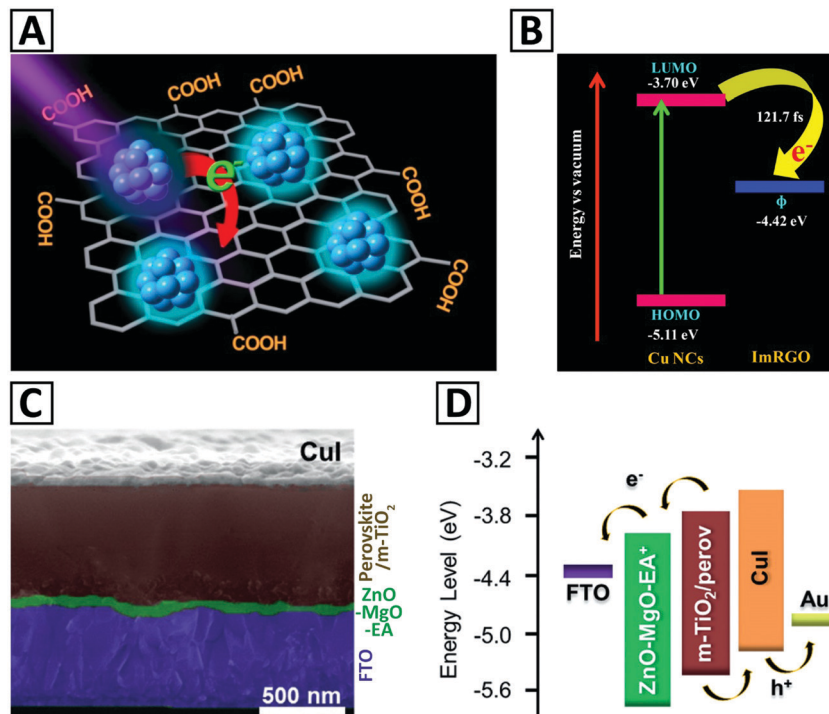 A
COOH
COOH
COOH
COOH
COOH
COOH
COOH
COOH
e-
B
LUMO
-3.70 eV
121.7 fs
e-
Φ
-4.42 eV
Energy vs vacuum
HOMO
-5.11 eV
Cu NCs
ImRGO
C
CuI
Perovskite
/m-TiO2
ZnO
-MgO
-EA
FTO
500 nm
D
Energy Level (eV)
-3.2
-3.8
-4.4
-5.0
-5.6
e-
FTO
ZnO-MgO-EA+
m-TiO2/perov
CuI
Au
h+